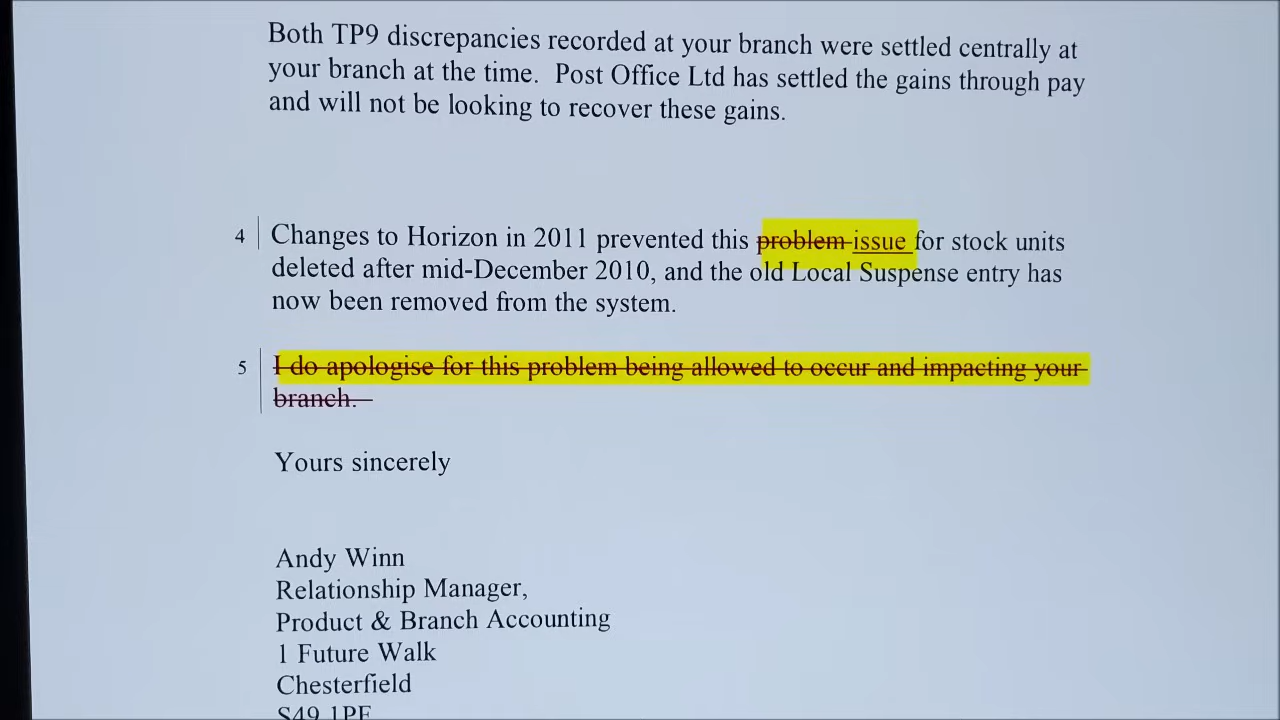 Both TP9 discrepancies recorded at your branch were settled centrally at
your branch at the time. Post Office Ltd has settled the gains through pay
and will not be looking to recover these gains.
4 Changes to Horizon in 2011 prevented this problem issue for stock units
deleted after mid-December 2010, and the old Local Suspense entry has
now been removed from the system.
5 I do apologise for this problem being allowed to occur and impacting your
branch.
Yours sincerely
Andy Winn
Relationship Manager,
Product & Branch Accounting
1 Future Walk
Chesterfield
S49 1PF